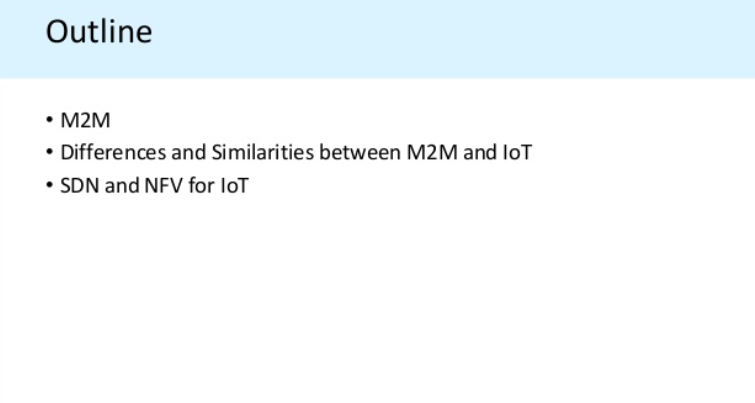 Outline
• M2M
• Differences and Similarities between M2M and IoT
• SDN and NFV for IoT